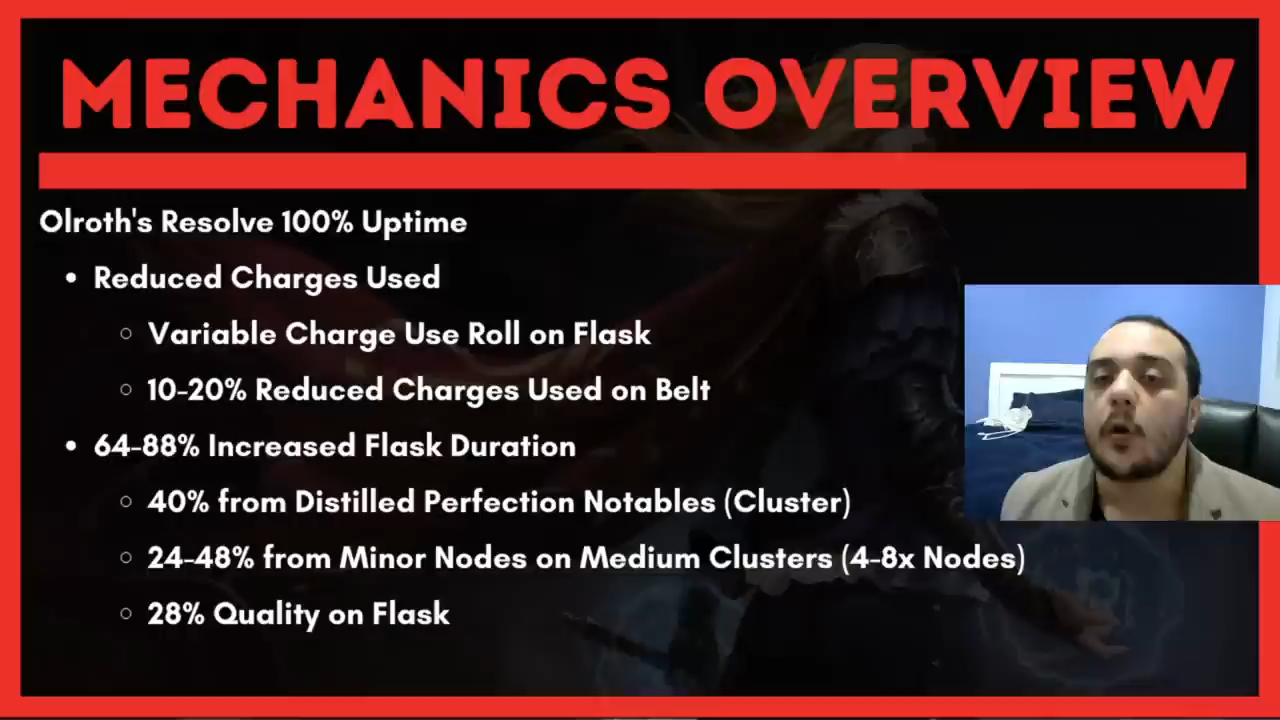 MECHANICS OVERVIEW
Olroth's Resolve 100% Uptime
• Reduced Charges Used
○ Variable Charge Use Roll on Flask
○ 10-20% Reduced Charges Used on Belt
• 64-88% Increased Flask Duration
○ 40% from Distilled Perfection Notables (Cluster)
○ 24-48% from Minor Nodes on Medium Clusters (4-8x Nodes)
○ 28% Quality on Flask